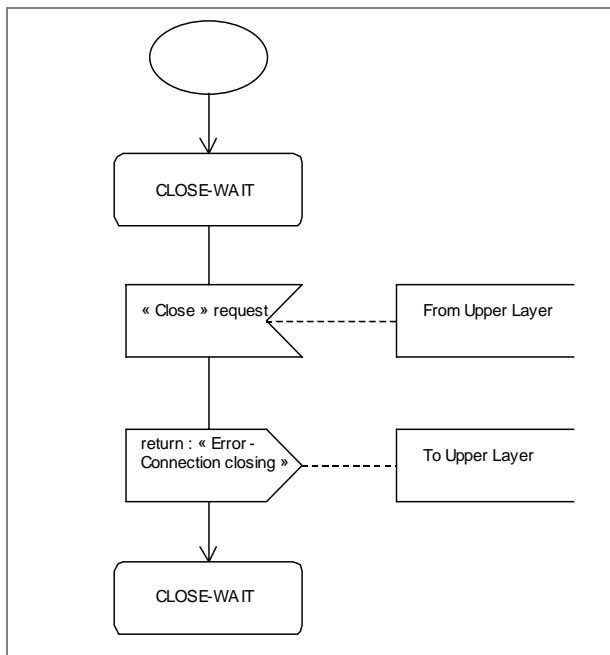 CLOSE-WAIT
« Close » request
From Upper Layer
return : « Error -
Connection closing »
To Upper Layer
CLOSE-WAIT